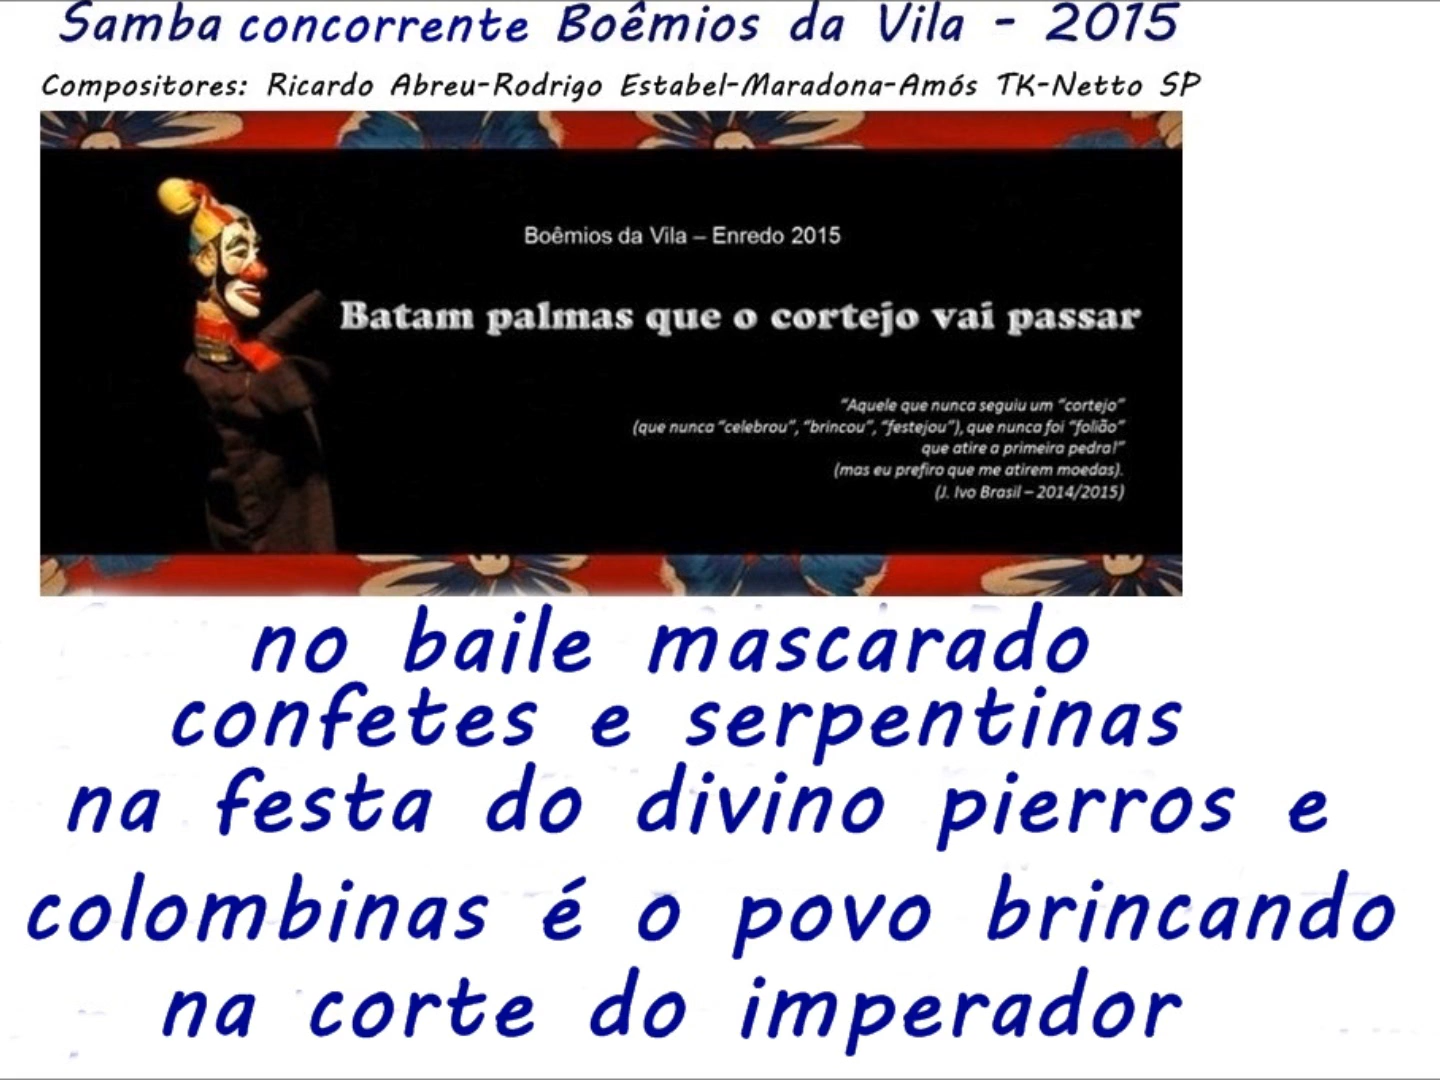 Samba concorrente Boêmios da Vila - 2015
Compositores: Ricardo Abreu-Rodrigo Estabel-Maradona-Amós TK-Netto SP
Boêmios da Vila – Enredo 2015
Batam palmas que o cortejo vai passar
"Aquele que nunca seguiu um "cortejo"
(que nunca "celebrou", "brincou", "festejou"), que nunca foi "folião"
que atire a primeira pedra!"
(mas eu prefiro que me atirem moedas).
(J. Ivo Brasil – 2014/2015)
no baile mascarado
confetes e serpentinas
na festa do divino pierros e
colombinas é o povo brincando
na corte do imperador